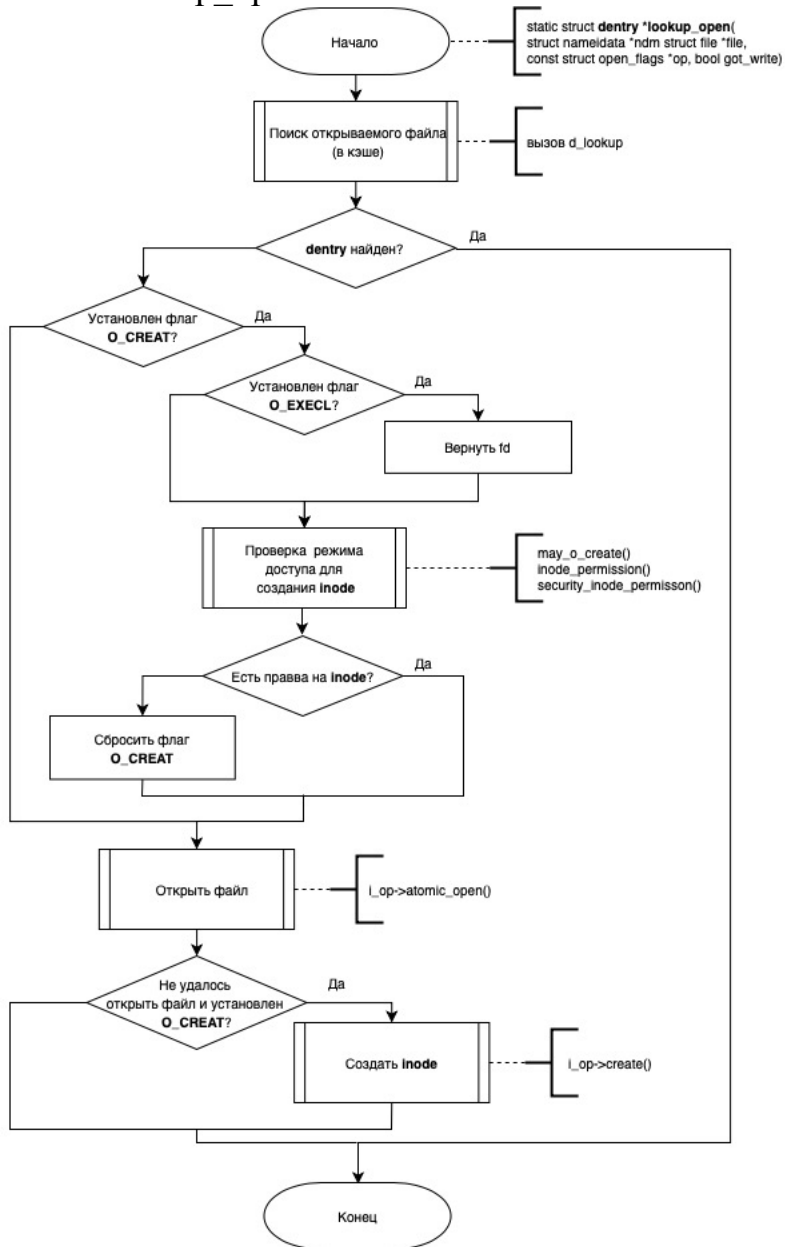 Начало
static struct dentry *lookup_open(
struct nameidata *ndm struct file *file,
const struct open_flags *op, bool got_write)
Поиск открываемого файла
(в кэше)
вызов d_lookup
dentry найден?
Да
Установлен флаг
O_CREAT?
Да
Установлен флаг
O_EXECL?
Да
Вернуть fd
Проверка режима
доступа для
создания inode
may_o_create()
inode_permission()
security_inode_permisson()
Есть правва на inode?
Да
Сбросить флаг
O_CREAT
Открыть файл
i_op->atomic_open()
Не удалось
открыть файл и установлен
O_CREAT?
Да
Создать inode
i_op->create()
Конец